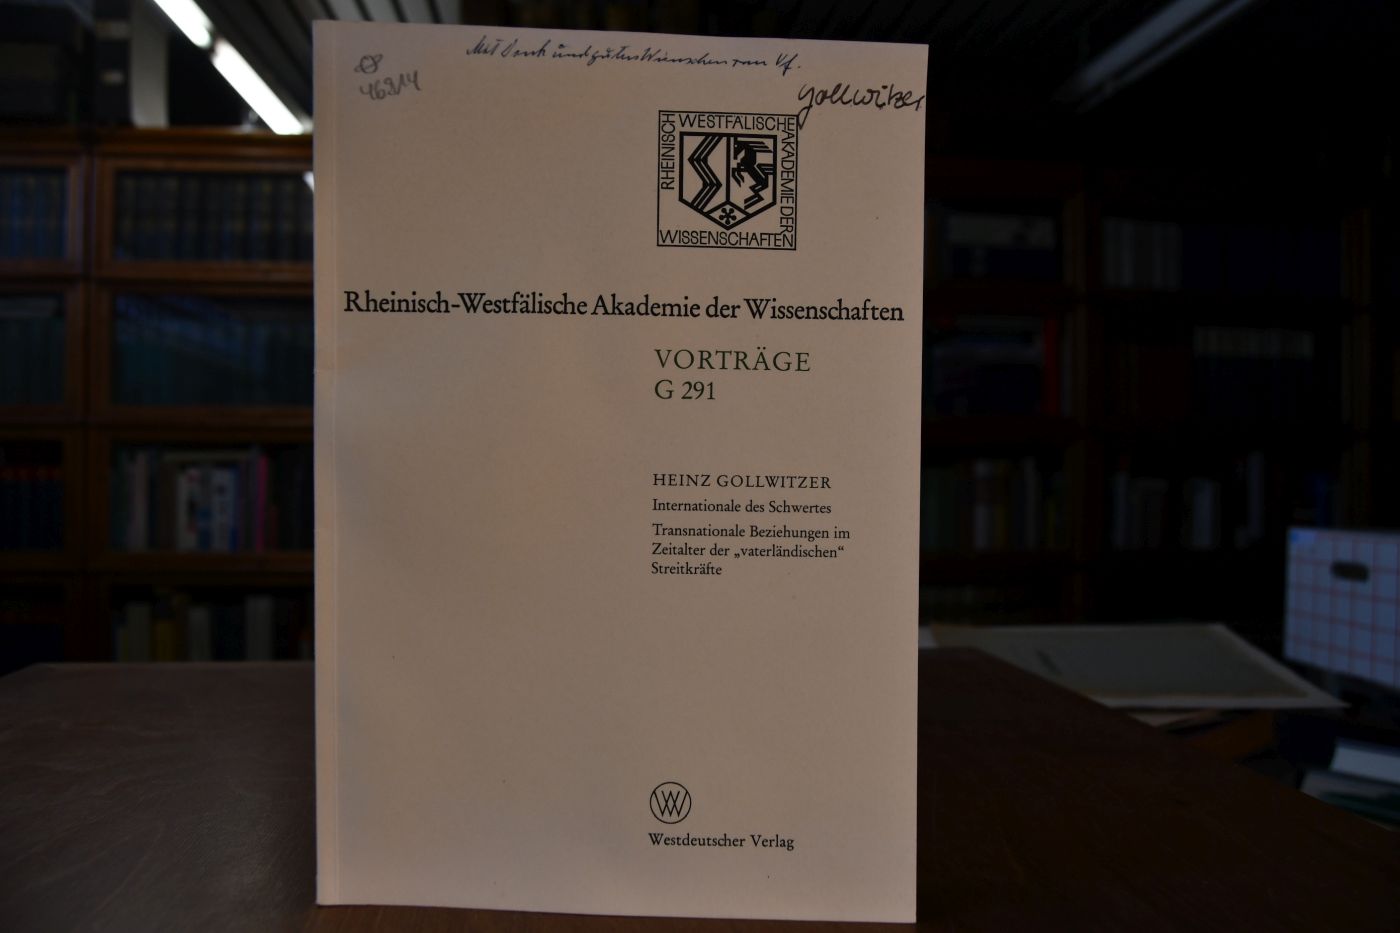 Mit Dank und guten Wünschen vom Vf.
Gollwitzer
46814
RHEINISCH
WESTFÄLISCHE
AKADEMIE DER
WISSENSCHAFTEN
Rheinisch-Westfälische Akademie der Wissenschaften
VORTRÄGE
G 291
HEINZ GOLLWITZER
Internationale des Schwertes
Transnationale Beziehungen im
Zeitalter der „vaterländischen“
Streitkräfte
Westdeutscher Verlag